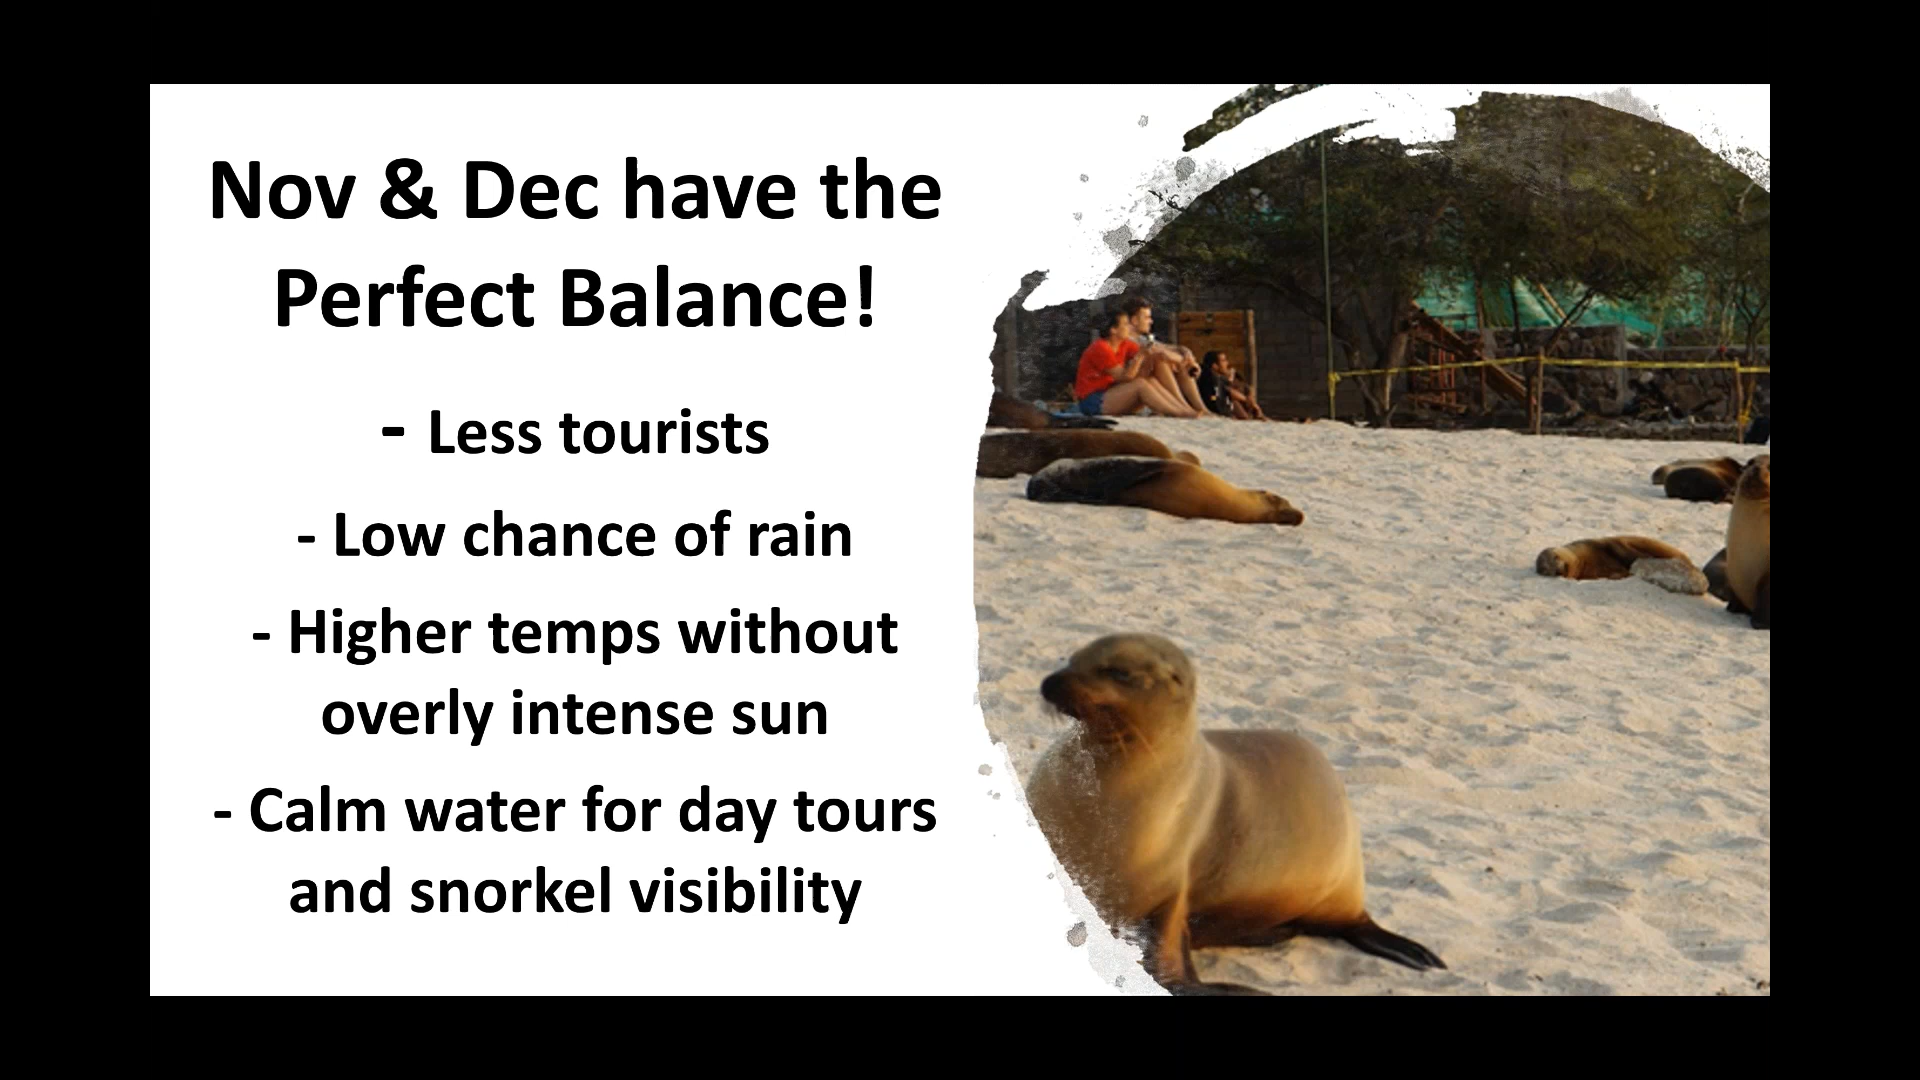 Nov & Dec have the
Perfect Balance!
- Less tourists
- Low chance of rain
- Higher temps without
overly intense sun
- Calm water for day tours
and snorkel visibility